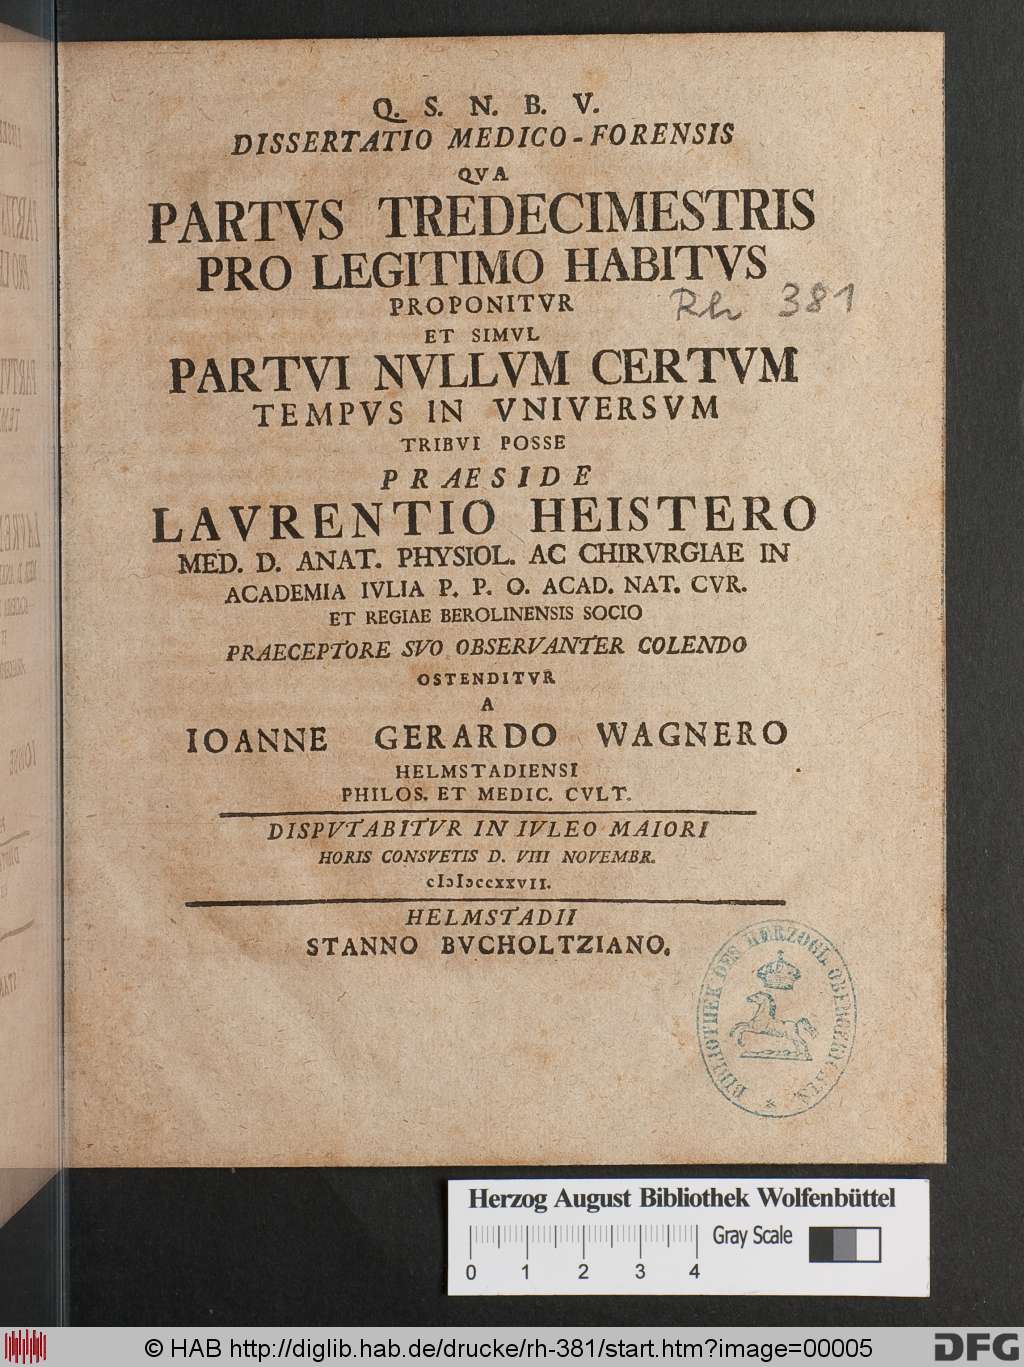 Q. S. N. B. V.
DISSERTATIO MEDICO-FORENSIS
QVA
PARTVS TREDECIMESTRIS
PRO LEGITIMO HABITVS
PROPONITVR
Rh 381
ET SIMVL
PARTVI NVLLVM CERTVM
TEMPVS IN VNIVERSVM
TRIBVI POSSE
PRAESIDE
LAVRENTIO HEISTERO
MED. D. ANAT. PHYSIOL. AC CHIRVRGIAE IN
ACADEMIA IVLIA P. P. O. ACAD. NAT. CVR.
ET REGIAE BEROLINENSIS SOCIO
PRAECEPTORE SVO OBSERVANTER COLENDO
OSTENDITVR
A
IOANNE GERARDO WAGNERO
HELMSTADIENSI
PHILOS. ET MEDIC. CVLT.
DISPVTABITVR IN IVLEO MAIORI
HORIS CONSVETIS D. VIII NOVEMBR.
cIↄIↄccxxvII.
HELMSTADII
STANNO BVCHOLTZIANO.
BIBLIOTHEK DES HERZOGL. OBERGERICHTS
Herzog August Bibliothek Wolfenbüttel
Gray Scale
0 1 2 3 4
© HAB http://diglib.hab.de/drucke/rh-381/start.htm?image=00005
DFG